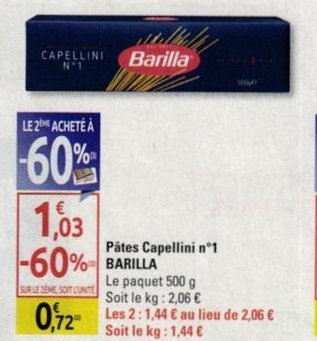 CAPELLINI
N°1
Barilla
500g℮
LE 2ÈME ACHETÉ À
-60%
1,03 €
-60%
SUR LE 2ÈME, SOIT L'UNITÉ
0,72 €
Pâtes Capellini n°1
BARILLA
Le paquet 500 g
Soit le kg : 2,06 €
Les 2 : 1,44 € au lieu de 2,06 €
Soit le kg : 1,44 €